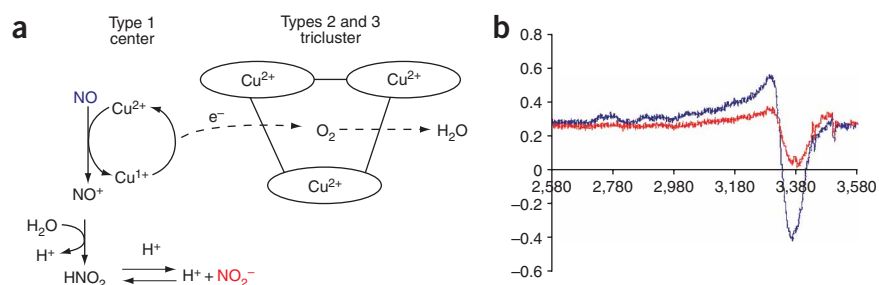 a
Type 1
center
Types 2 and 3
tricluster
Cu2+
Cu2+
NO
Cu2+
e–
O2
H2O
Cu1+
Cu2+
NO+
H2O
H+
H+
HNO2
H+ + NO2–
b
0.8
0.6
0.4
0.2
0
2,580
2,780
2,980
3,180
3,380
3,580
–0.2
–0.4
–0.6